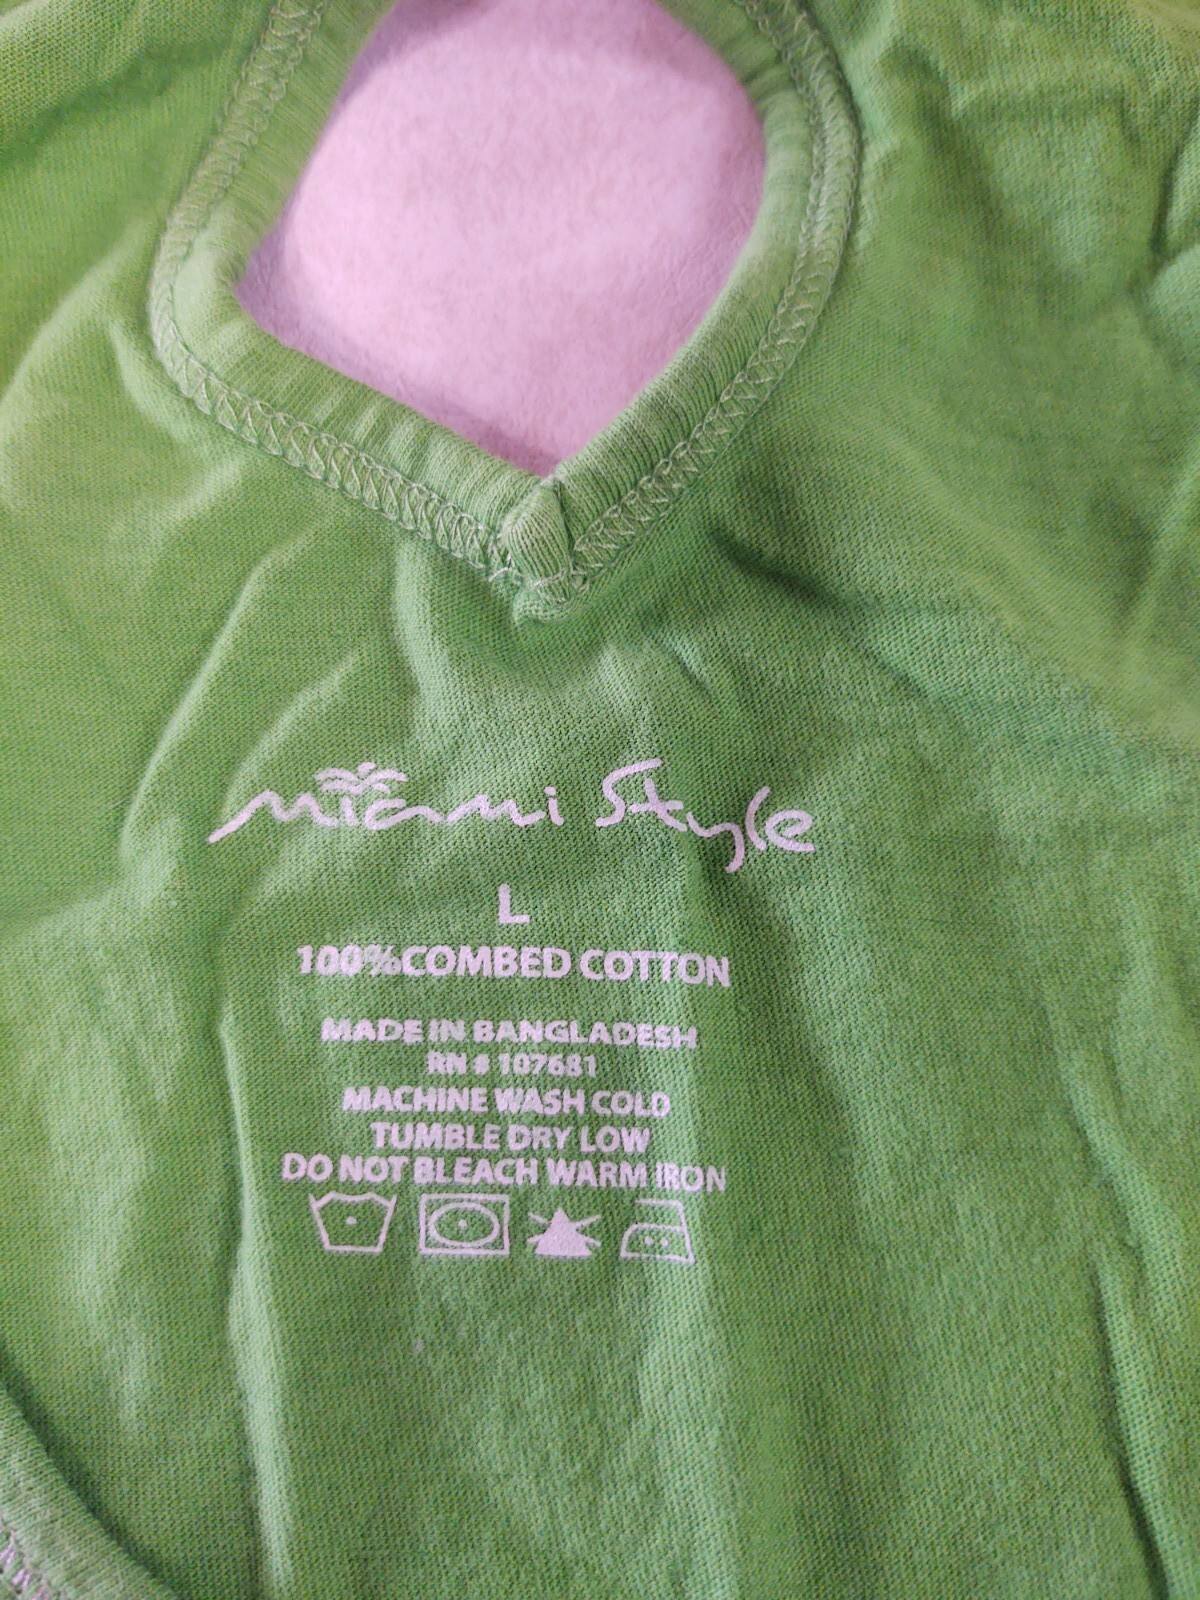 Miami Style
L
100%COMBED COTTON
MADE IN BANGLADESH
RN # 107681
MACHINE WASH COLD
TUMBLE DRY LOW
DO NOT BLEACH WARM IRON